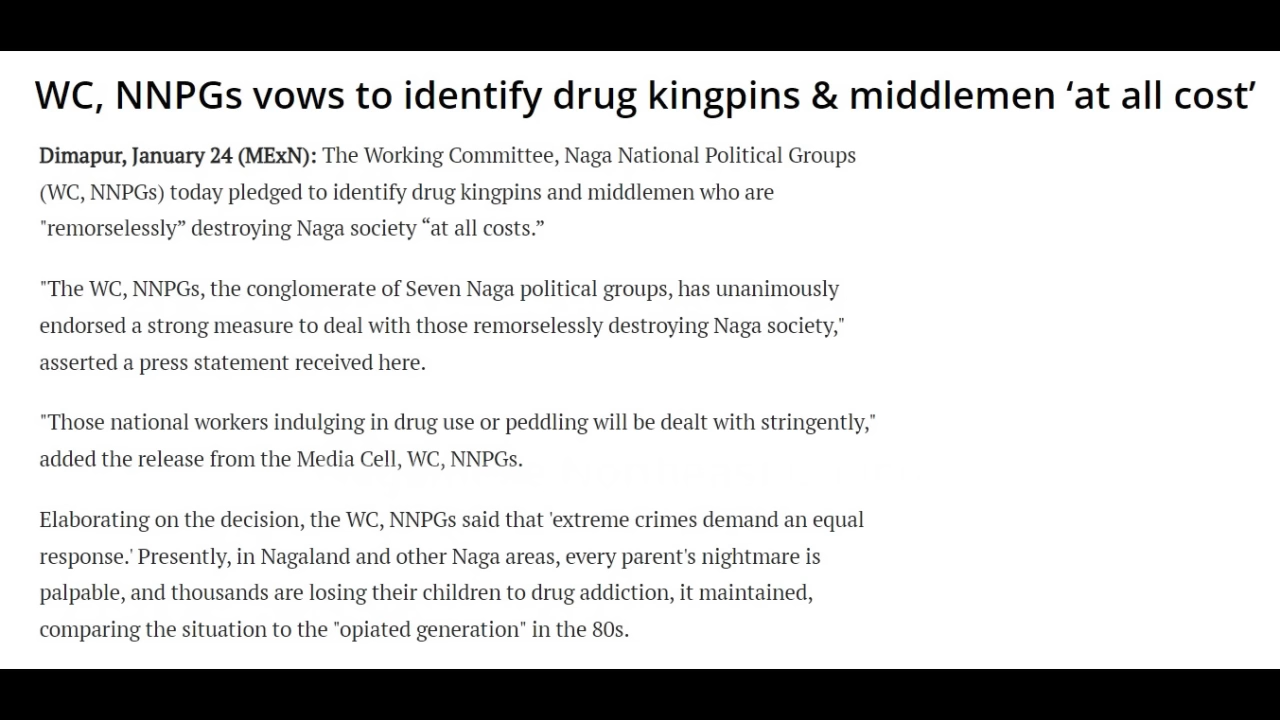 WC, NNPGs vows to identify drug kingpins & middlemen ‘at all cost’
Dimapur, January 24 (MExN): The Working Committee, Naga National Political Groups
(WC, NNPGs) today pledged to identify drug kingpins and middlemen who are
"remorselessly” destroying Naga society “at all costs.”
"The WC, NNPGs, the conglomerate of Seven Naga political groups, has unanimously
endorsed a strong measure to deal with those remorselessly destroying Naga society,"
asserted a press statement received here.
"Those national workers indulging in drug use or peddling will be dealt with stringently,"
added the release from the Media Cell, WC, NNPGs.
Elaborating on the decision, the WC, NNPGs said that 'extreme crimes demand an equal
response.' Presently, in Nagaland and other Naga areas, every parent's nightmare is
palpable, and thousands are losing their children to drug addiction, it maintained,
comparing the situation to the "opiated generation" in the 80s.